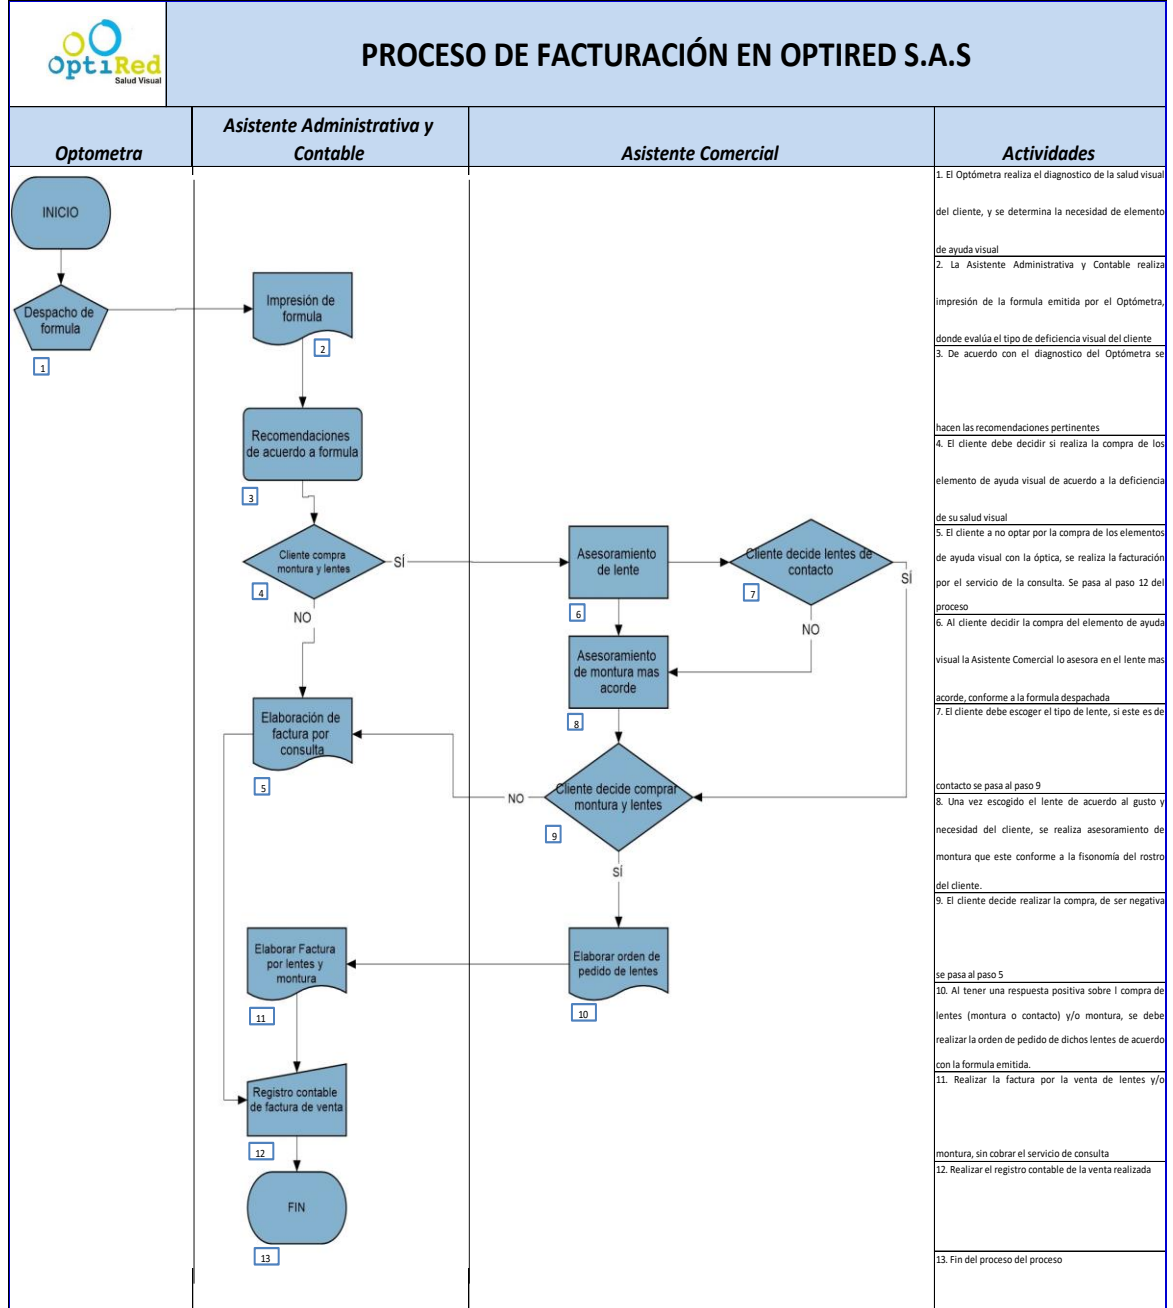 OptiRed
Salud Visual
PROCESO DE FACTURACIÓN EN OPTIRED S.A.S
Optometra
Asistente Administrativa y
Contable
Asistente Comercial
Actividades
INICIO
Despacho de
formula
1
Impresión de
formula
2
Recomendaciones
de acuerdo a formula
3
Cliente compra
montura y lentes
SÍ
4
NO
Elaboración de
factura por
consulta
5
Asesoramiento
de lente
6
Cliente decide lentes de
contacto
SÍ
7
NO
Asesoramiento
de montura mas
acorde
8
Cliente decide comprar
montura y lentes
NO
9
SÍ
Elaborar orden de
pedido de lentes
10
Elaborar Factura
por lentes y
montura
11
Registro contable
de factura de venta
12
FIN
13
1. El Optómetra realiza el diagnostico de la salud visual
del cliente, y se determina la necesidad de elemento
de ayuda visual
2. La Asistente Administrativa y Contable realiza
impresión de la formula emitida por el Optómetra,
donde evalúa el tipo de deficiencia visual del cliente
3. De acuerdo con el diagnostico del Optómetra se
hacen las recomendaciones pertinentes
4. El cliente debe decidir si realiza la compra de los
elemento de ayuda visual de acuerdo a la deficiencia
de su salud visual
5. El cliente a no optar por la compra de los elementos
de ayuda visual con la óptica, se realiza la facturación
por el servicio de la consulta. Se pasa al paso 12 del
proceso
6. Al cliente decidir la compra del elemento de ayuda
visual la Asistente Comercial lo asesora en el lente mas
acorde, conforme a la formula despachada
7. El cliente debe escoger el tipo de lente, si este es de
contacto se pasa al paso 9
8. Una vez escogido el lente de acuerdo al gusto y
necesidad del cliente, se realiza asesoramiento de
montura que este conforme a la fisonomía del rostro
del cliente.
9. El cliente decide realizar la compra, de ser negativa
se pasa al paso 5
10. Al tener una respuesta positiva sobre l compra de
lentes (montura o contacto) y/o montura, se debe
realizar la orden de pedido de dichos lentes de acuerdo
con la formula emitida.
11. Realizar la factura por la venta de lentes y/o
montura, sin cobrar el servicio de consulta
12. Realizar el registro contable de la venta realizada
13. Fin del proceso del proceso